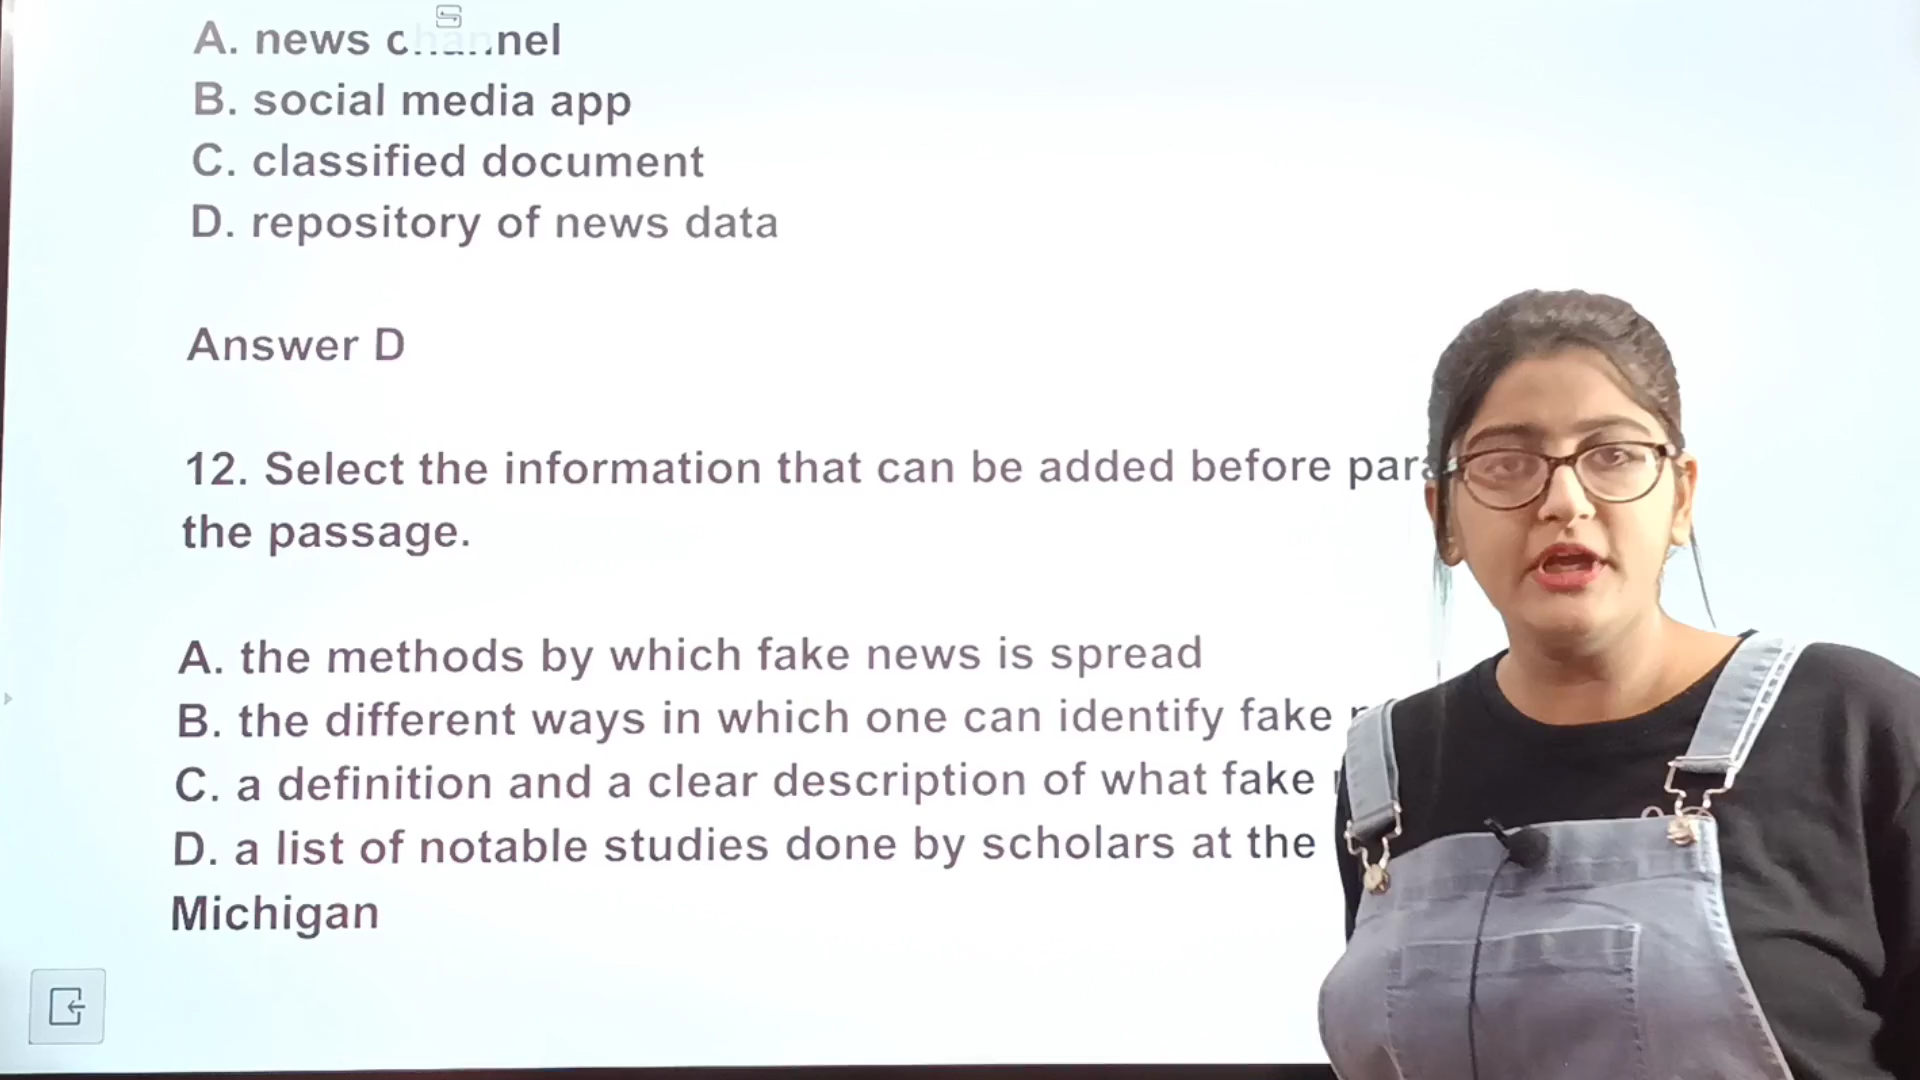 A. news channel
B. social media app
C. classified document
D. repository of news data
Answer D
12. Select the information that can be added before
the passage.
A. the methods by which fake news is spread
B. the different ways in which one can identify fake
C. a definition and a clear description of what fake
D. a list of notable studies done by scholars at the
Michigan